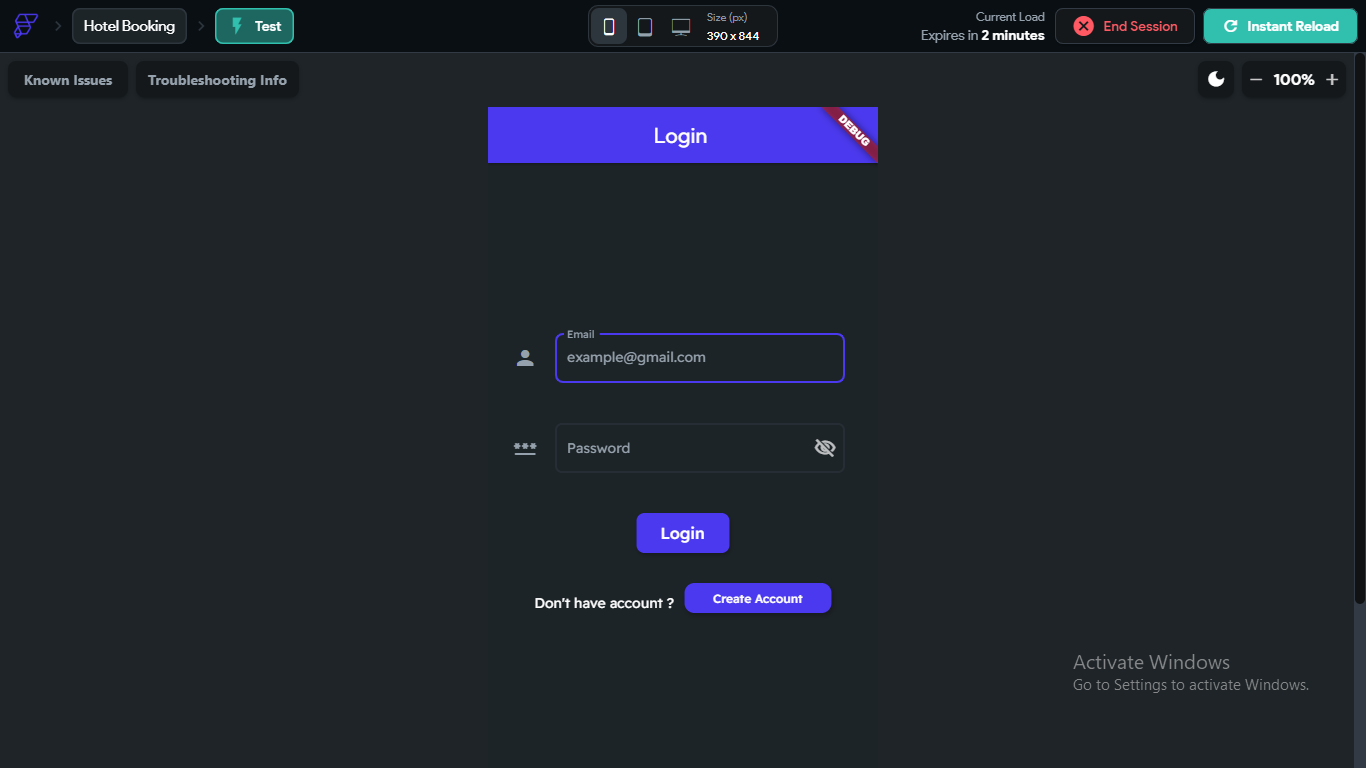 Hotel Booking
Test
Size (px)
390 x 844
Current Load
Expires in 2 minutes
End Session
Instant Reload
Known Issues
Troubleshooting Info
100%
Login
DEBUG
Email
example@gmail.com
Password
Login
Don't have account ?
Create Account
Activate Windows
Go to Settings to activate Windows.